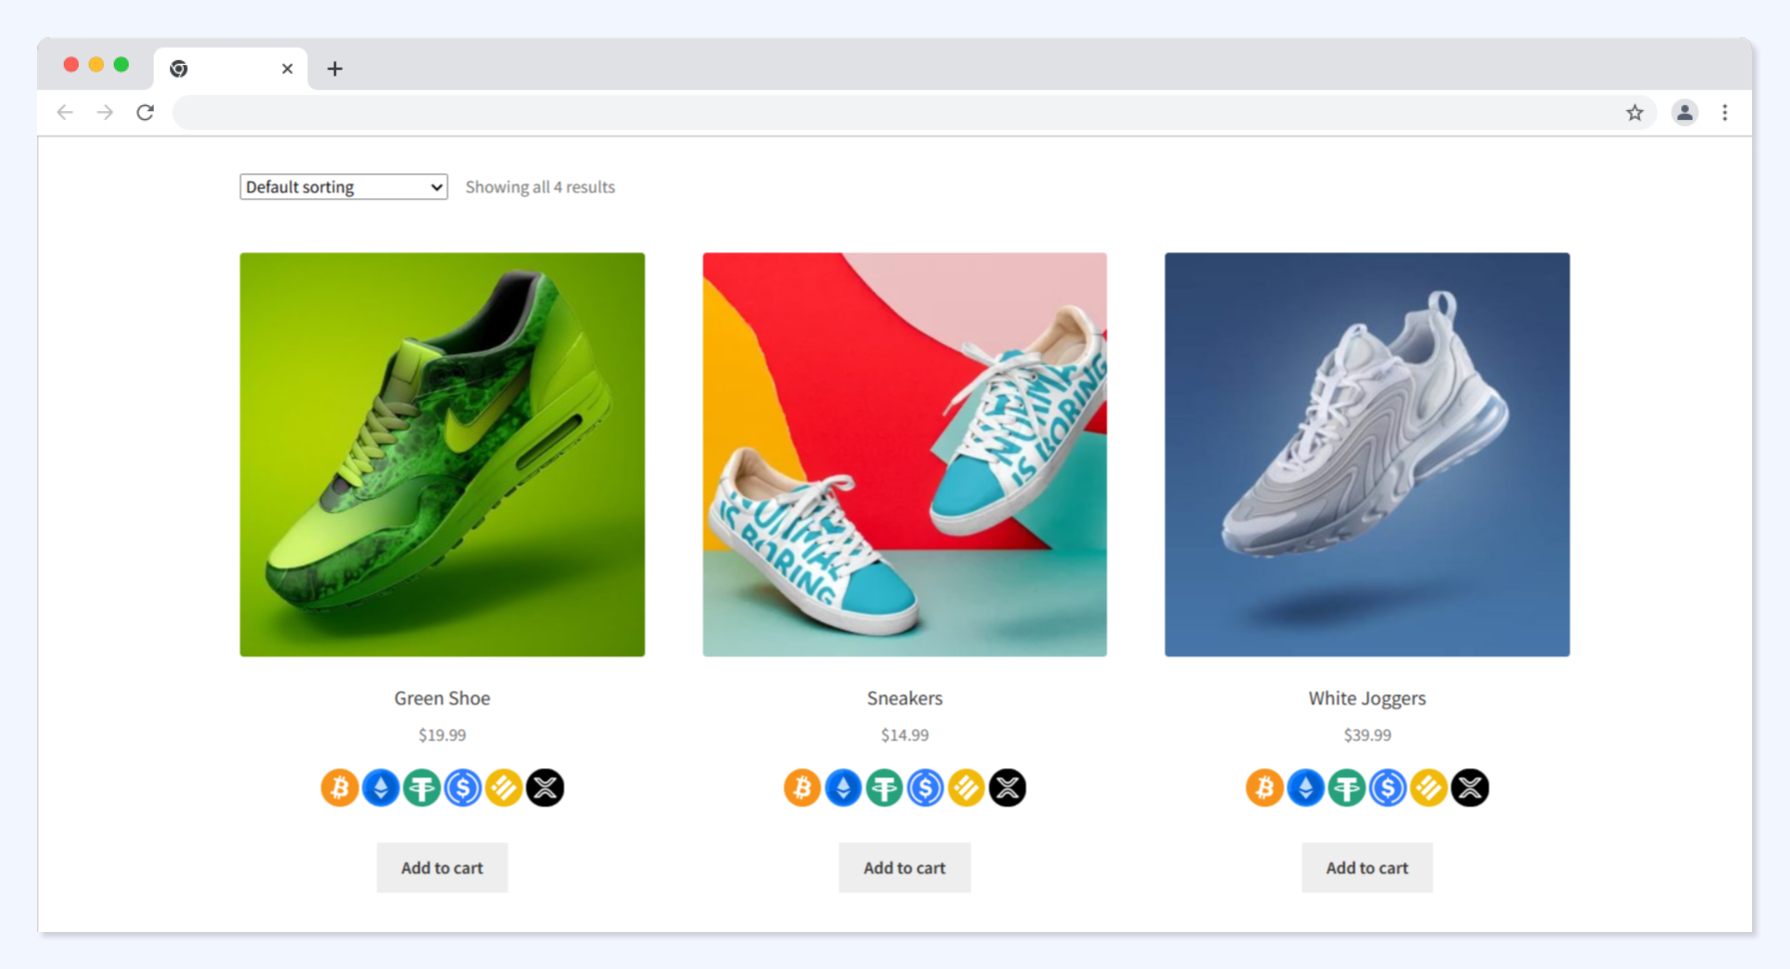 Default sorting
Showing all 4 results
NORMAL
IS BORING
IS BORING
Green Shoe
Sneakers
White Joggers
$19.99
$14.99
$39.99
Add to cart
Add to cart
Add to cart